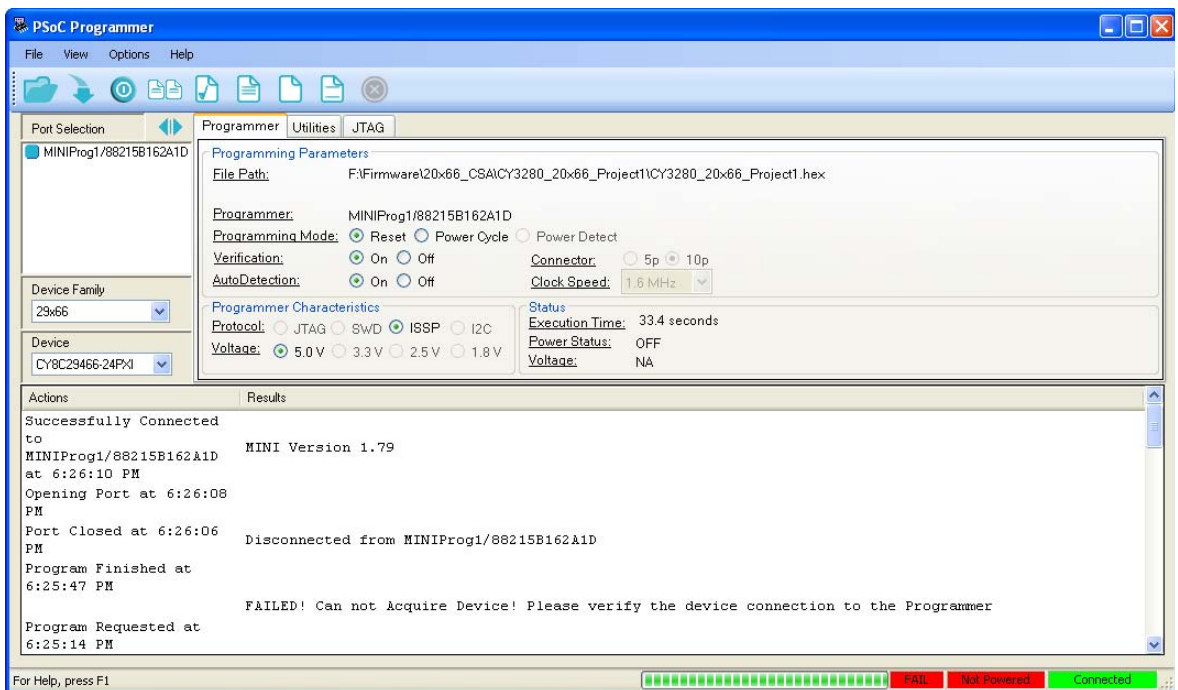 PSoC Programmer
File View Options Help
Port Selection
MINIProg1/88215B162A1D
Device Family
29x66
Device
CY8C29466-24PXI
Programmer Utilities JTAG
Programming Parameters
File Path: F:\Firmware\20x66_CSA\CY3280_20x66_Project1\CY3280_20x66_Project1.hex
Programmer: MINIProg1/88215B162A1D
Programming Mode: Reset Power Cycle Power Detect
Verification: On Off Connector: 5p 10p
AutoDetection: On Off Clock Speed: 1.6 MHz
Programmer Characteristics
Protocol: JTAG SWD ISSP I2C
Voltage: 5.0 V 3.3 V 2.5 V 1.8 V
Status
Execution Time: 33.4 seconds
Power Status: OFF
Voltage: NA
Actions Results
Successfully Connected
to
MINIProg1/88215B162A1D
at 6:26:10 PM
MINI Version 1.79
Opening Port at 6:26:08
PM
Port Closed at 6:26:06
PM
Disconnected from MINIProg1/88215B162A1D
Program Finished at
6:25:47 PM
FAILED! Can not Acquire Device! Please verify the device connection to the Programmer
Program Requested at
6:25:14 PM
For Help, press F1 FAIL Not Powered Connected